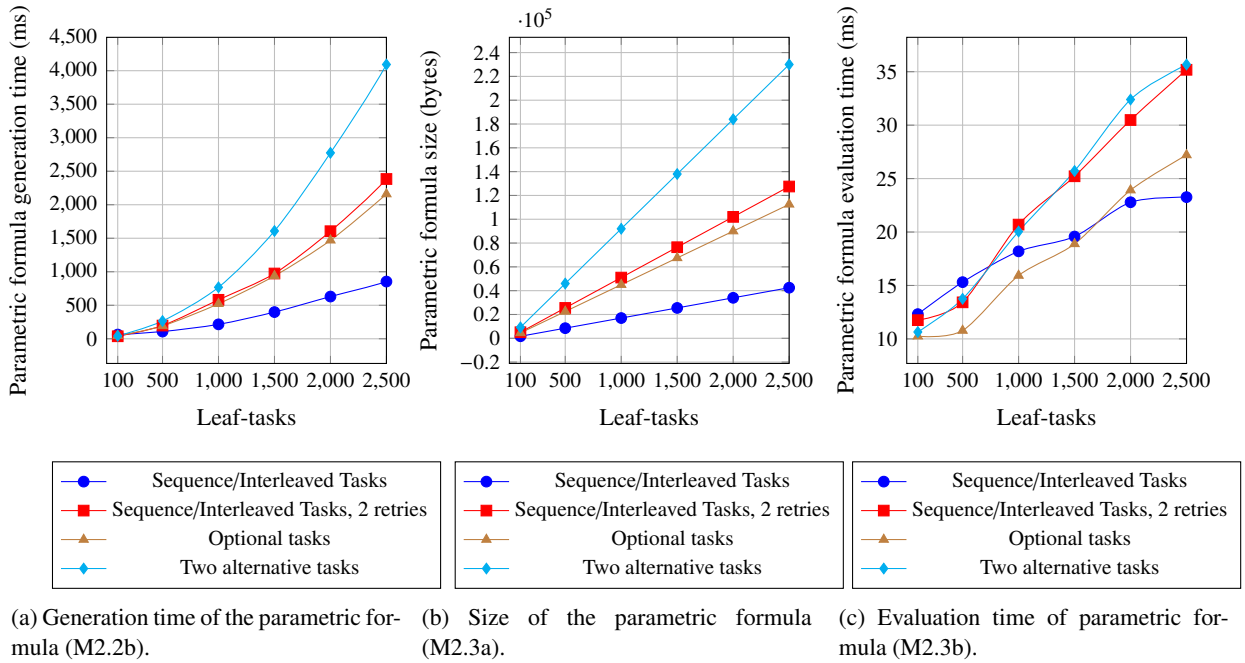 Parametric formula generation time (ms)
4,500
4,000
3,500
3,000
2,500
2,000
1,500
1,000
500
0
100 500 1,000 1,500 2,000 2,500
Leaf-tasks
Sequence/Interleaved Tasks
Sequence/Interleaved Tasks, 2 retries
Optional tasks
Two alternative tasks
(a) Generation time of the parametric for-
mula (M2.2b).
·10⁵
Parametric formula size (bytes)
2.4
2.2
2
1.8
1.6
1.4
1.2
1
0.8
0.6
0.4
0.2
0
−0.2
100 500 1,000 1,500 2,000 2,500
Leaf-tasks
Sequence/Interleaved Tasks
Sequence/Interleaved Tasks, 2 retries
Optional tasks
Two alternative tasks
(b) Size of the parametric formula
(M2.3a).
Parametric formula evaluation time (ms)
35
30
25
20
15
10
100 500 1,000 1,500 2,000 2,500
Leaf-tasks
Sequence/Interleaved Tasks
Sequence/Interleaved Tasks, 2 retries
Optional tasks
Two alternative tasks
(c) Evaluation time of parametric for-
mula (M2.3b).